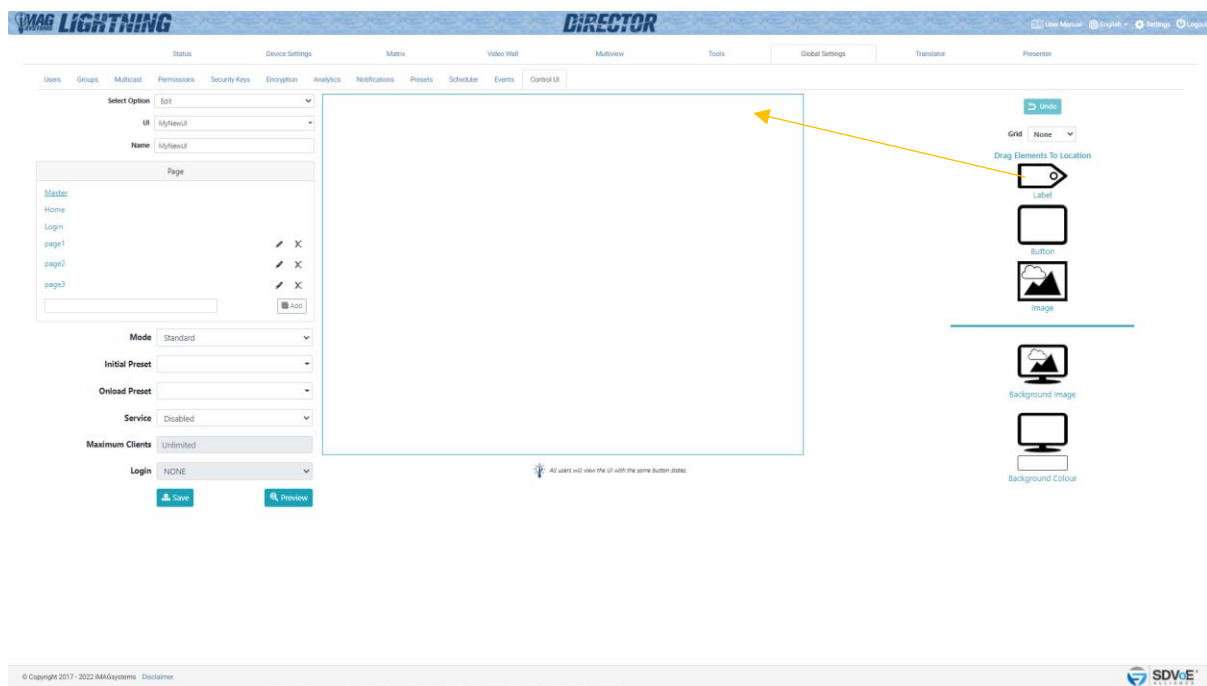 iMAG SYSTEMS LIGHTNING
DIRECTOR
User Manual English Settings Logout
Status Device Settings Matrix Video Wall Multiview Tools Global Settings Translator Presenter
Users Groups Multicast Permissions Security Keys Encryption Analytics Notifications Presets Scheduler Events Control UI
Select Option Edit
UI MyNewUI
Name MyNewUI
Page
Master
Home
Login
page1
page2
page3
Add
Mode Standard
Initial Preset
Onload Preset
Service Disabled
Maximum Clients Unlimited
Login NONE
Save Preview
All users will view the UI with the same button states.
Undo
Grid None
Drag Elements To Location
Label
Button
Image
Background Image
Background Colour
© Copyright 2017 - 2022 iMAGsystems Disclaimer
SDVoE
ALLIANCE